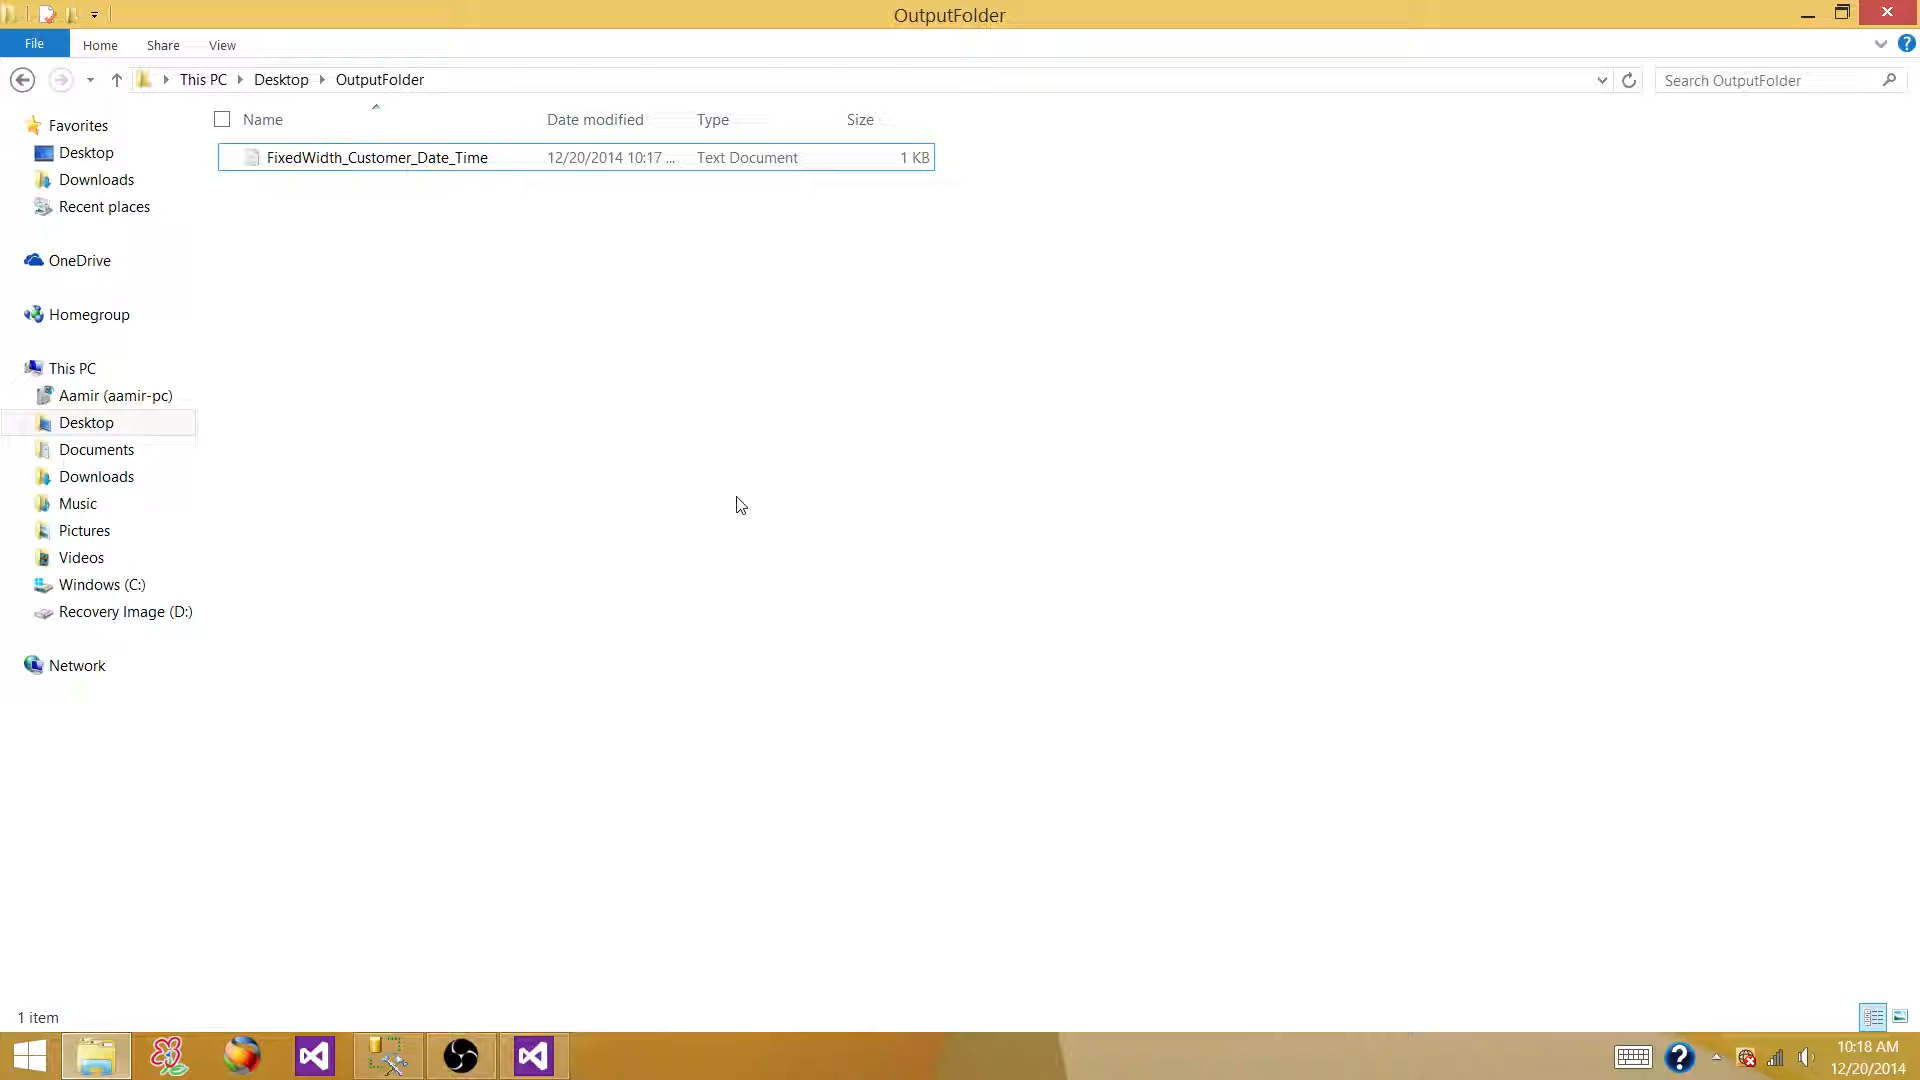 OutputFolder
File Home Share View
This PC Desktop OutputFolder
Search OutputFolder
Name Date modified Type Size
FixedWidth_Customer_Date_Time 12/20/2014 10:17 ... Text Document 1 KB
Favorites
Desktop
Downloads
Recent places
OneDrive
Homegroup
This PC
Aamir (aamir-pc)
Desktop
Documents
Downloads
Music
Pictures
Videos
Windows (C:)
Recovery Image (D:)
Network
1 item
10:18 AM
12/20/2014